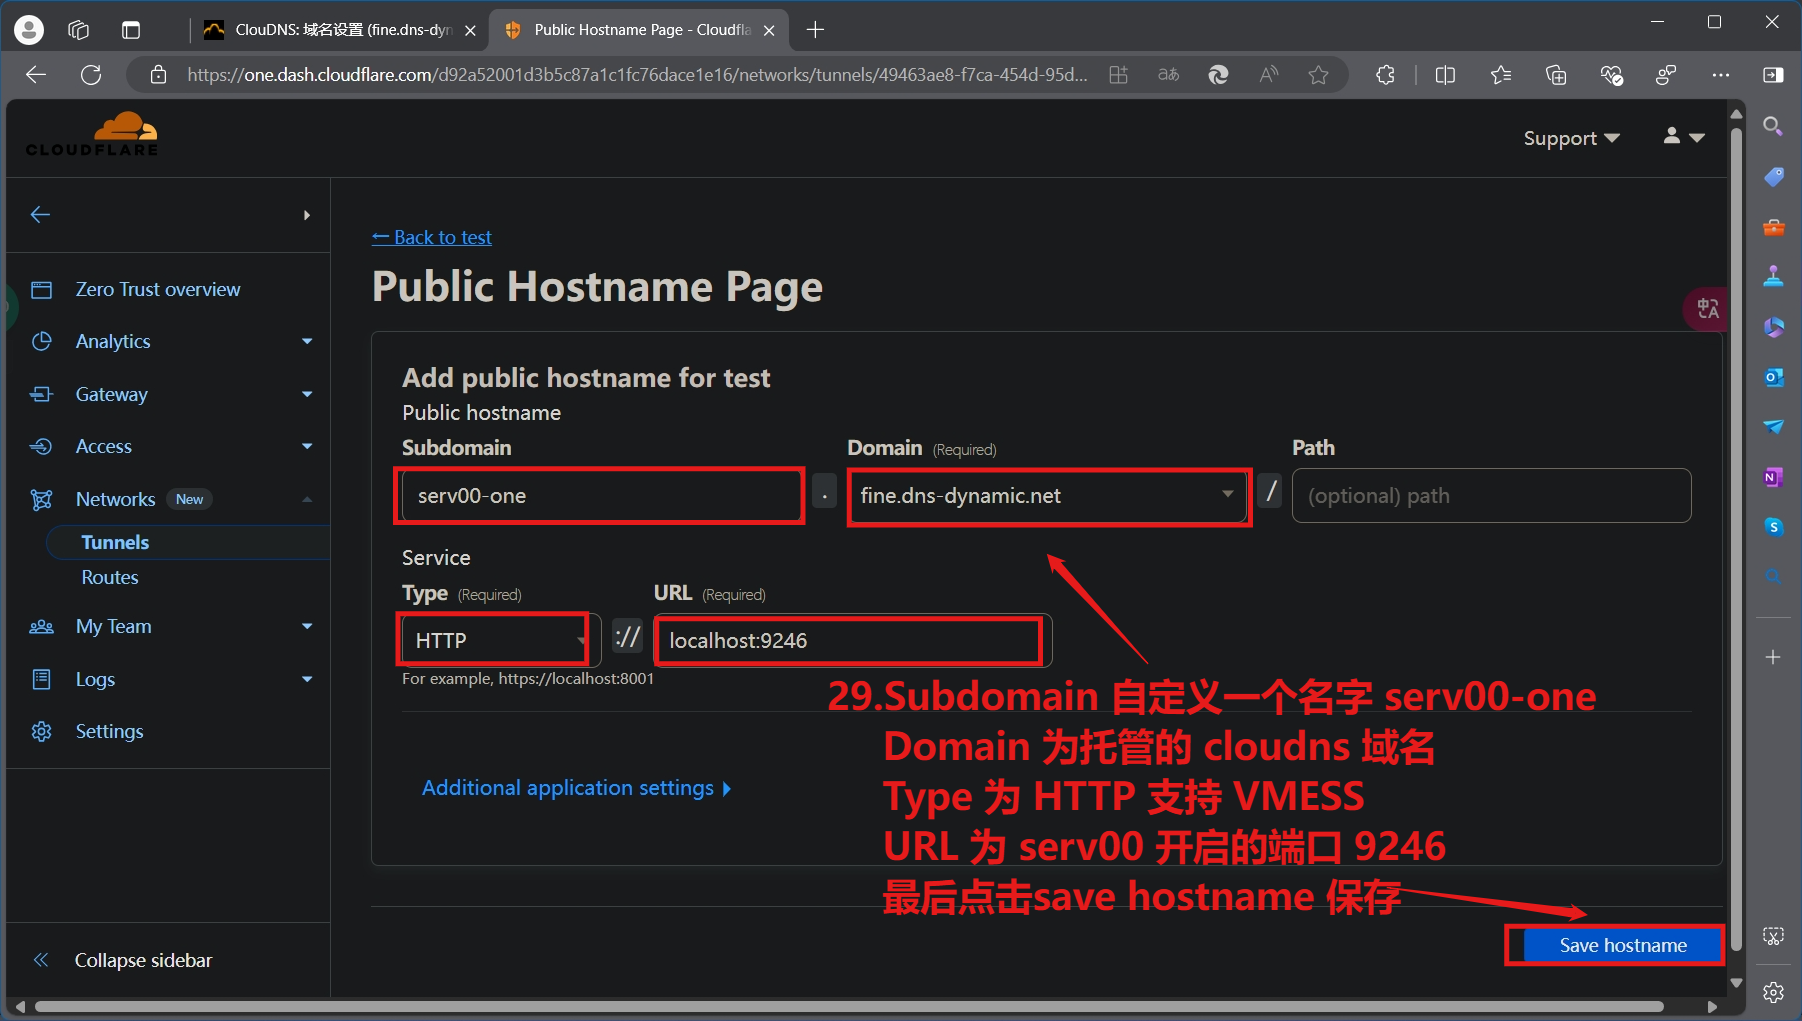 ClouDNS: 域名设置 (fine.dns-dyn
Public Hostname Page - Cloudfla
https://one.dash.cloudflare.com/d92a52001d3b5c87a1c1fc76dace1e16/networks/tunnels/49463ae8-f7ca-454d-95d...
CLOUDFLARE
Support
Zero Trust overview
Analytics
Gateway
Access
Networks New
Tunnels
Routes
My Team
Logs
Settings
Collapse sidebar
← Back to test
Public Hostname Page
Add public hostname for test
Public hostname
Subdomain Domain (Required) Path
serv00-one . fine.dns-dynamic.net / (optional) path
Service
Type (Required) URL (Required)
HTTP :// localhost:9246
For example, https://localhost:8001
29.Subdomain 自定义一个名字 serv00-one
Domain 为托管的 cloudns 域名
Type 为 HTTP 支持 VMESS
URL 为 serv00 开启的端口 9246
最后点击save hostname 保存
Additional application settings
Save hostname